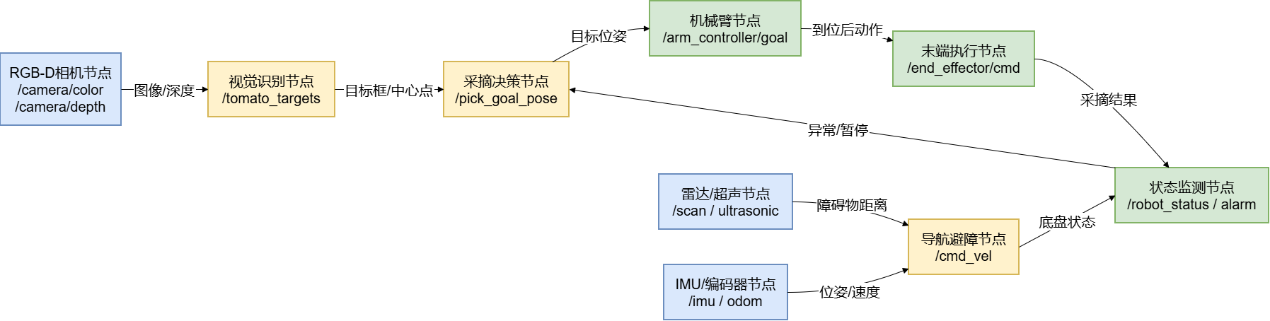 RGB-D相机节点
/camera/color
/camera/depth
图像/深度
视觉识别节点
/tomato_targets
目标框/中心点
采摘决策节点
/pick_goal_pose
目标位姿
机械臂节点
/arm_controller/goal
到位后动作
末端执行节点
/end_effector/cmd
采摘结果
异常/暂停
状态监测节点
/robot_status / alarm
雷达/超声节点
/scan / ultrasonic
障碍物距离
导航避障节点
/cmd_vel
底盘状态
IMU/编码器节点
/imu / odom
位姿/速度